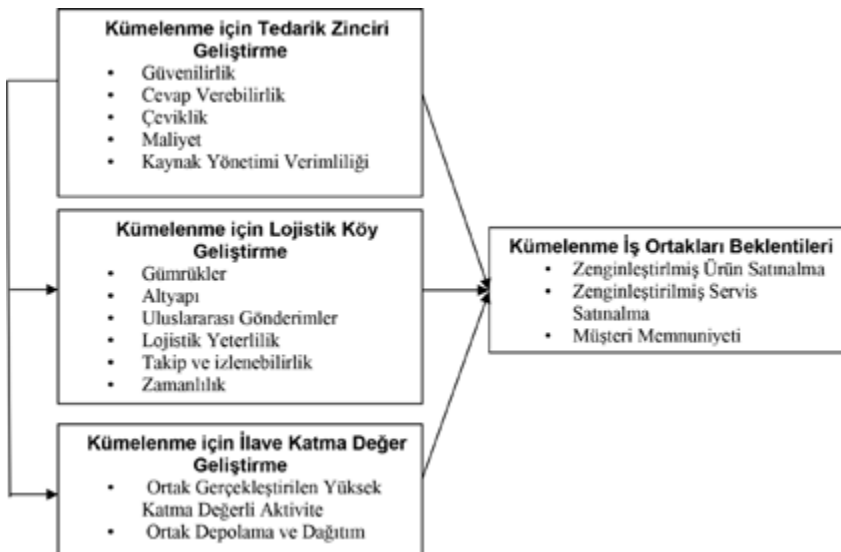 Kümelenme için Tedarik Zinciri
Geliştirme
• Güvenilirlik
• Cevap Verebilirlik
• Çeviklik
• Maliyet
• Kaynak Yönetimi Verimliliği
Kümelenme için Lojistik Köy
Geliştirme
• Gümrükler
• Altyapı
• Uluslararası Gönderimler
• Lojistik Yeterlilik
• Takip ve izlenebilirlik
• Zamanlılık
Kümelenme için İlave Katma Değer
Geliştirme
• Ortak Gerçekleştirilen Yüksek
Katma Değerli Aktivite
• Ortak Depolama ve Dağıtım
Kümelenme İş Ortakları Beklentileri
• Zenginleştirlmiş Ürün Satınalma
• Zenginleştirilmiş Servis
Satınalma
• Müşteri Memnuniyeti